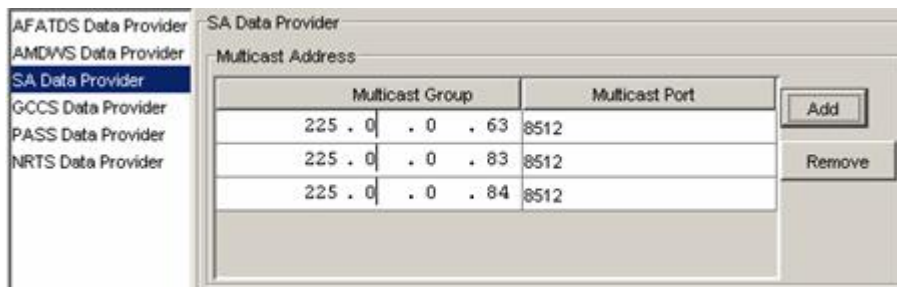 AFATDS Data Provider
AMDWS Data Provider
SA Data Provider
GCCS Data Provider
PASS Data Provider
NRTS Data Provider
SA Data Provider
Multicast Address
Multicast Group Multicast Port
225 . 0 . 0 . 63 8512
225 . 0 . 0 . 83 8512
225 . 0 . 0 . 84 8512
Add
Remove